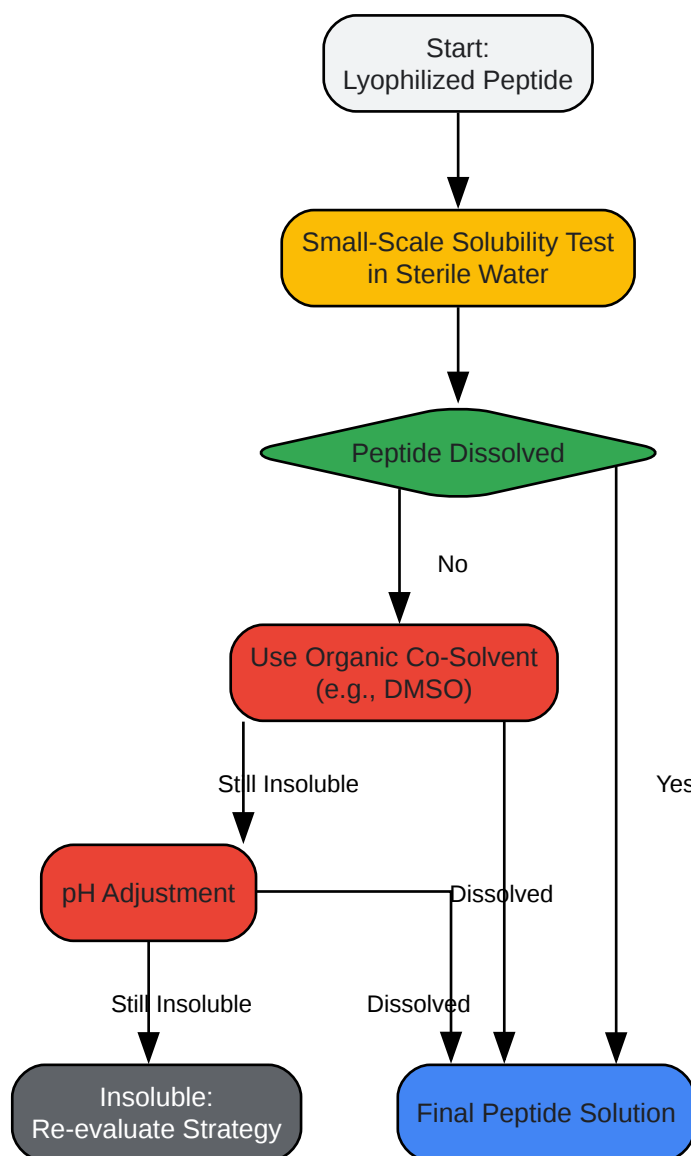 Start:
Lyophilized Peptide
Small-Scale Solubility Test
in Sterile Water
Peptide Dissolved
No
Use Organic Co-Solvent
(e.g., DMSO)
Still Insoluble
Yes
pH Adjustment
Dissolved
Still Insoluble
Dissolved
Insoluble:
Re-evaluate Strategy
Final Peptide Solution